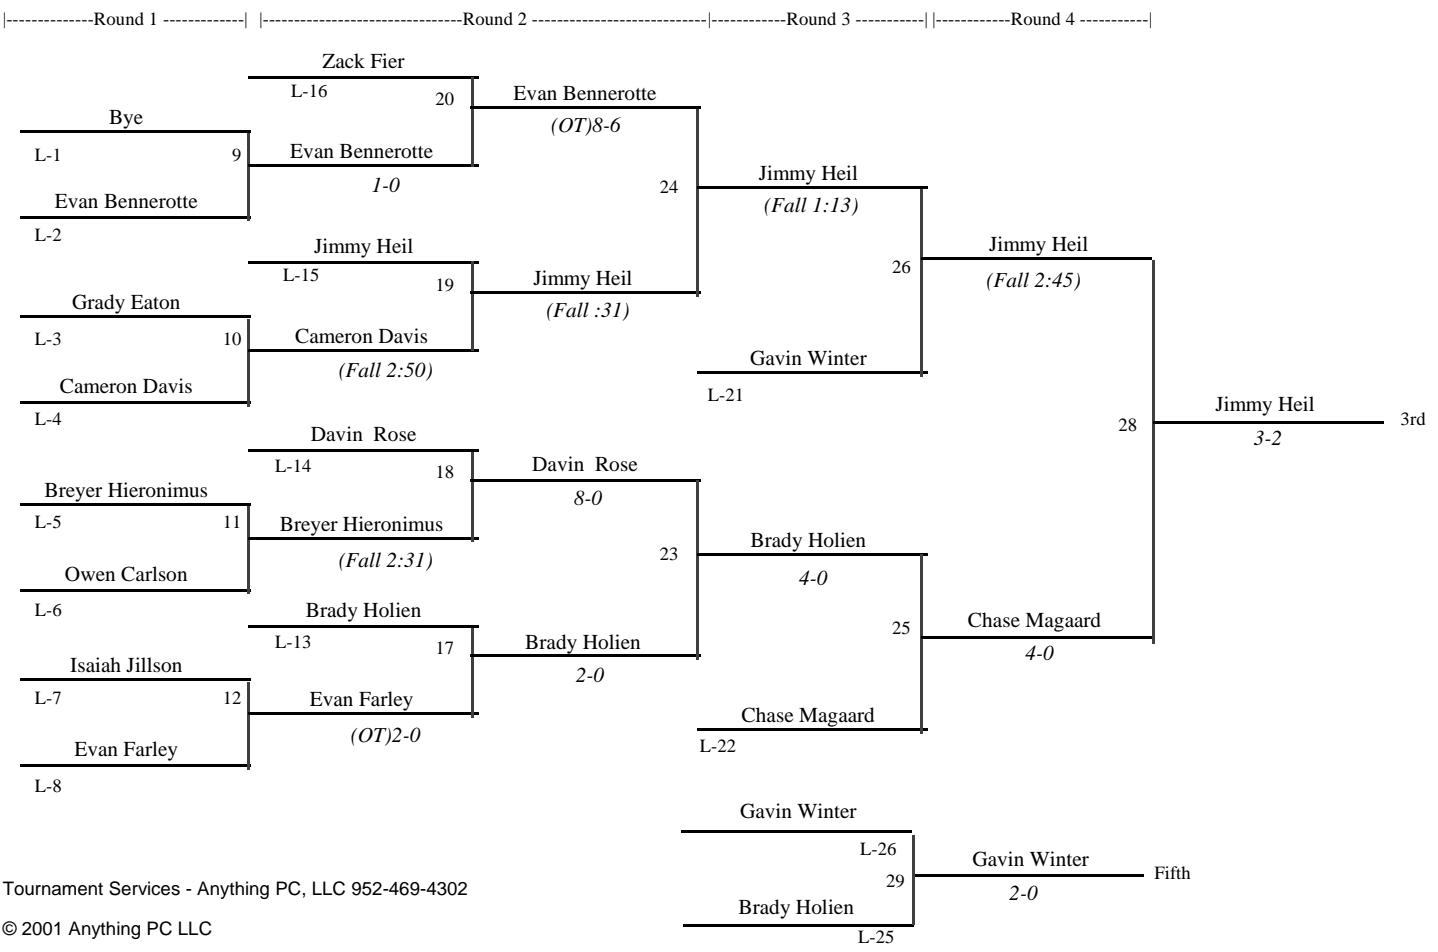 |--------------Round 1 -------------| |--------------------------------Round 2 ----------------------------|------------Round 3 -----------| |------------Round 4 -----------|
Zack Fier
L-16
20
Evan Bennerotte
(OT)8-6
Bye
L-1
9
Evan Bennerotte
1-0
Evan Bennerotte
L-2
24
Jimmy Heil
(Fall 1:13)
Jimmy Heil
L-15
19
Jimmy Heil
(Fall :31)
26
Jimmy Heil
(Fall 2:45)
Grady Eaton
L-3
10
Cameron Davis
(Fall 2:50)
Cameron Davis
L-4
Gavin Winter
L-21
28
Jimmy Heil
3-2
3rd
Davin  Rose
L-14
18
Davin  Rose
8-0
Breyer Hieronimus
L-5
11
Breyer Hieronimus
(Fall 2:31)
Owen Carlson
L-6
23
Brady Holien
4-0
Brady Holien
L-13
17
Brady Holien
2-0
25
Chase Magaard
4-0
Isaiah Jillson
L-7
12
Evan Farley
(OT)2-0
Evan Farley
L-8
Chase Magaard
L-22
Gavin Winter
L-26
29
Gavin Winter
2-0
Fifth
Brady Holien
L-25
Tournament Services - Anything PC, LLC 952-469-4302
© 2001 Anything PC LLC